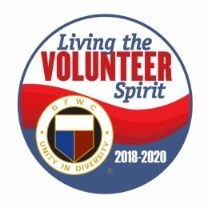 Living the
VOLUNTEER
Spirit
GFWC
UNITY IN DIVERSITY
2018-2020
®